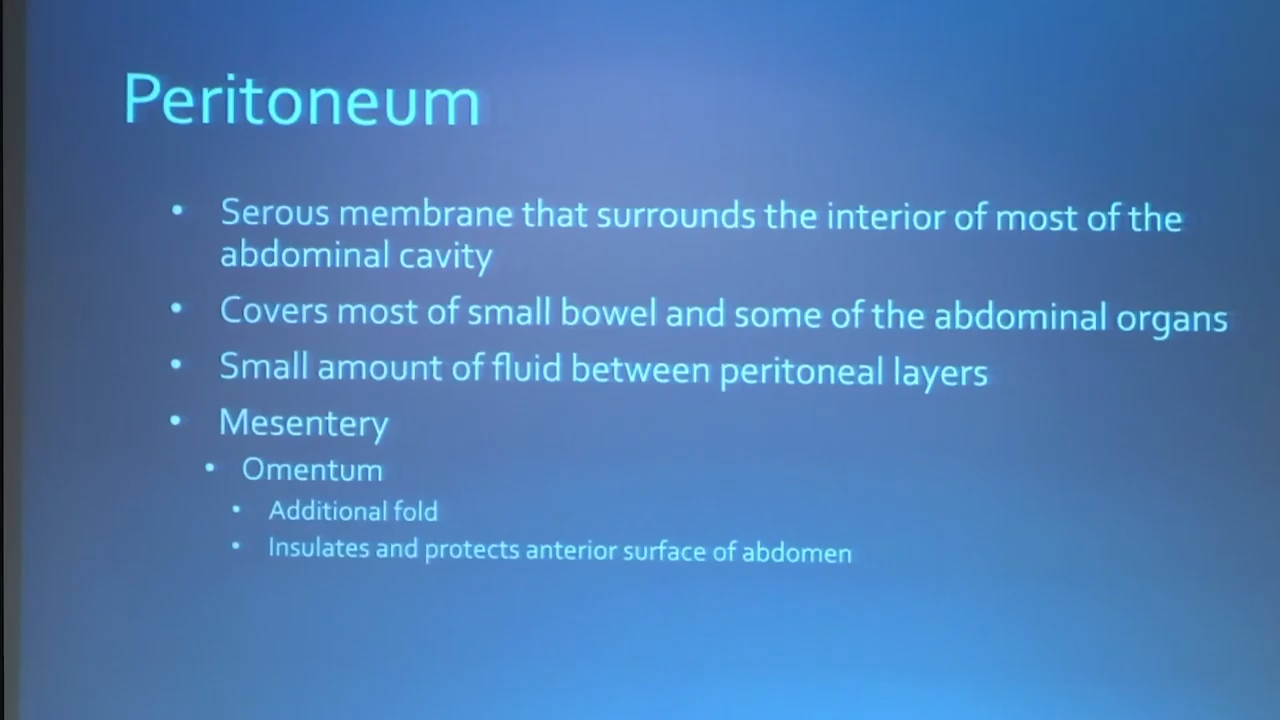 Peritoneum
• Serous membrane that surrounds the interior of most of the
abdominal cavity
• Covers most of small bowel and some of the abdominal organs
• Small amount of fluid between peritoneal layers
• Mesentery
• Omentum
• Additional fold
• Insulates and protects anterior surface of abdomen